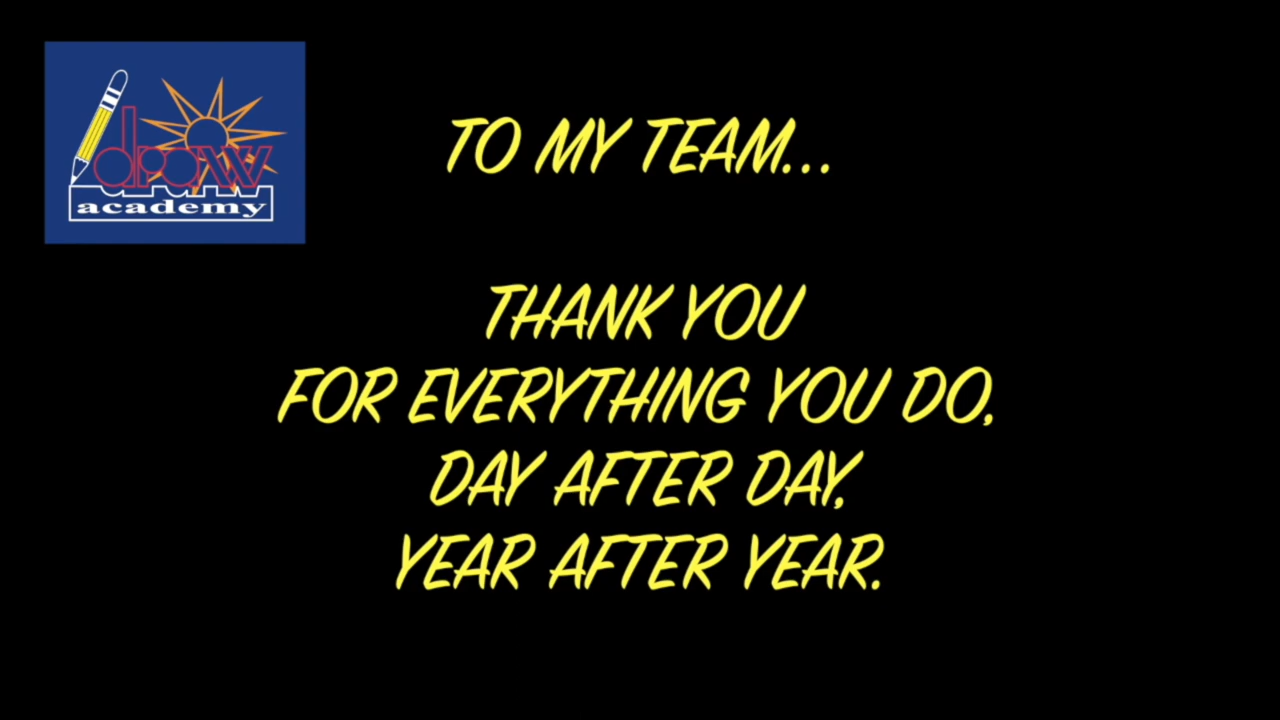 draw
academy
TO MY TEAM...
THANK YOU
FOR EVERYTHING YOU DO,
DAY AFTER DAY,
YEAR AFTER YEAR.